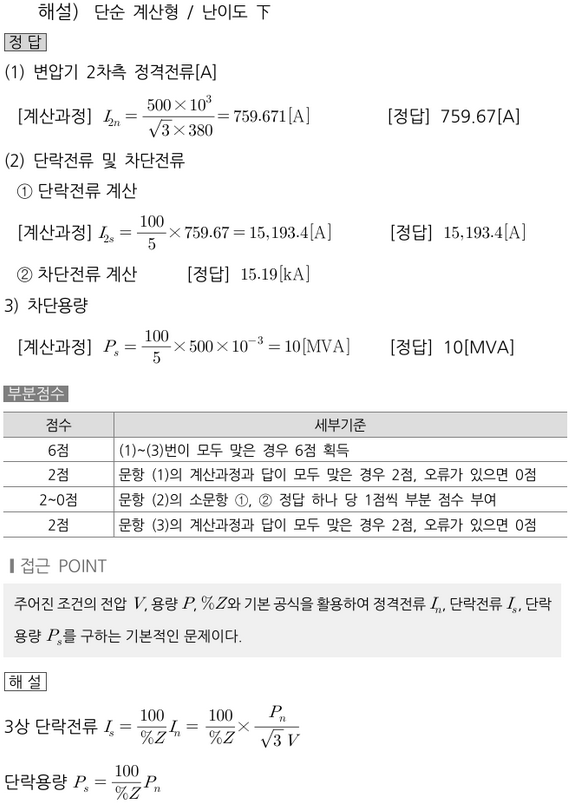 해설) 단순 계산형 / 난이도 下
정 답
(1) 변압기 2차측 정격전류[A]
[계산과정] I_{2n} = \frac{500×10^3}{\sqrt{3}×380} = 759.671[A] [정답] 759.67[A]
(2) 단락전류 및 차단전류
① 단락전류 계산
[계산과정] I_{2s} = \frac{100}{5}×759.67 = 15,193.4[A] [정답] 15,193.4[A]
② 차단전류 계산 [정답] 15.19[kA]
3) 차단용량
[계산과정] P_s = \frac{100}{5}×500×10^{-3} = 10[MVA] [정답] 10[MVA]
부분점수
점수 세부기준
6점 (1)~(3)번이 모두 맞은 경우 6점 획득
2점 문항 (1)의 계산과정과 답이 모두 맞은 경우 2점, 오류가 있으면 0점
2~0점 문항 (2)의 소문항 ①, ② 정답 하나 당 1점씩 부분 점수 부여
2점 문항 (3)의 계산과정과 답이 모두 맞은 경우 2점, 오류가 있으면 0점
접근 POINT
주어진 조건의 전압 V, 용량 P, %Z와 기본 공식을 활용하여 정격전류 I_n, 단락전류 I_s, 단락
용량 P_s를 구하는 기본적인 문제이다.
해 설
3상 단락전류 I_s = \frac{100}{%Z}I_n = \frac{100}{%Z}×\frac{P_n}{\sqrt{3} V}
단락용량 P_s = \frac{100}{%Z}P_n